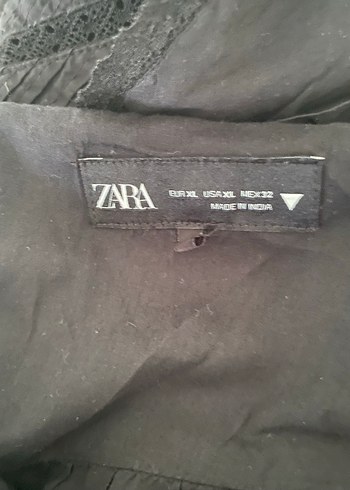 ZARA
EUR XL USA XL MEX 32
MADE IN INDIA